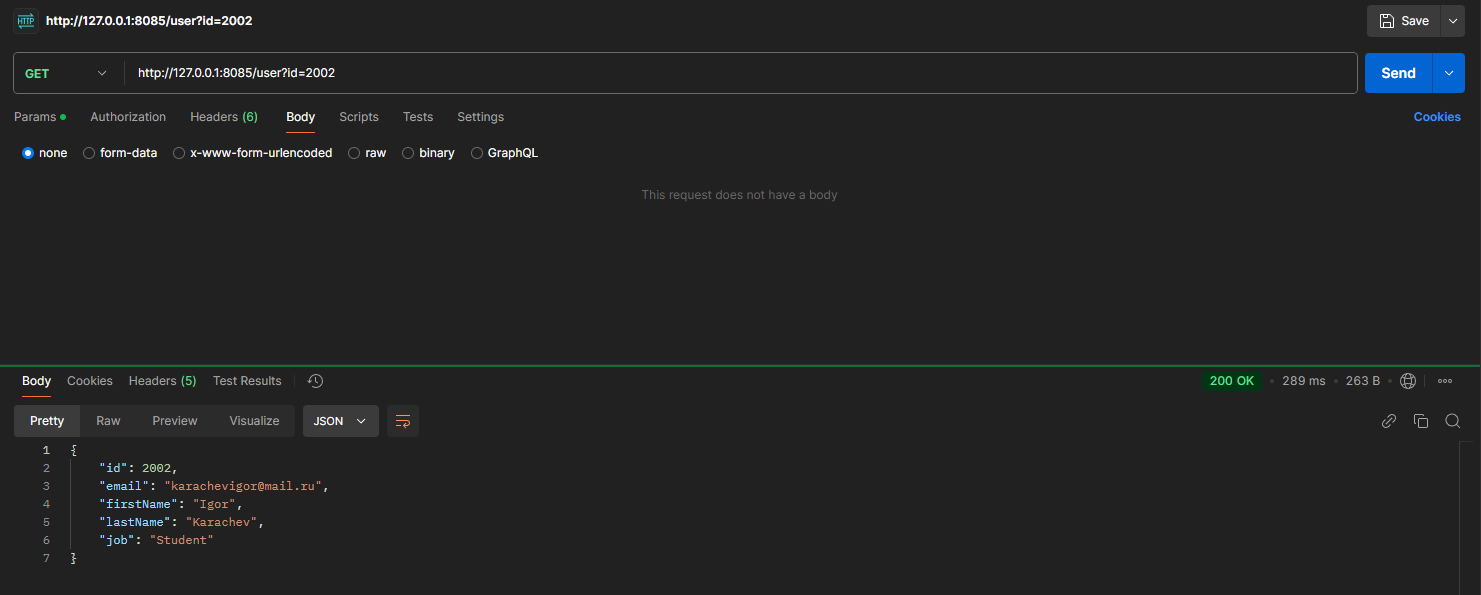 HTTP http://127.0.0.1:8085/user?id=2002 Save
GET http://127.0.0.1:8085/user?id=2002 Send
Params Authorization Headers (6) Body Scripts Tests Settings Cookies
none form-data x-www-form-urlencoded raw binary GraphQL
This request does not have a body
Body Cookies Headers (5) Test Results 200 OK • 289 ms • 263 B •
Pretty Raw Preview Visualize JSON
1 {
2 "id": 2002,
3 "email": "karachevigor@mail.ru",
4 "firstName": "Igor",
5 "lastName": "Karachev",
6 "job": "Student"
7 }